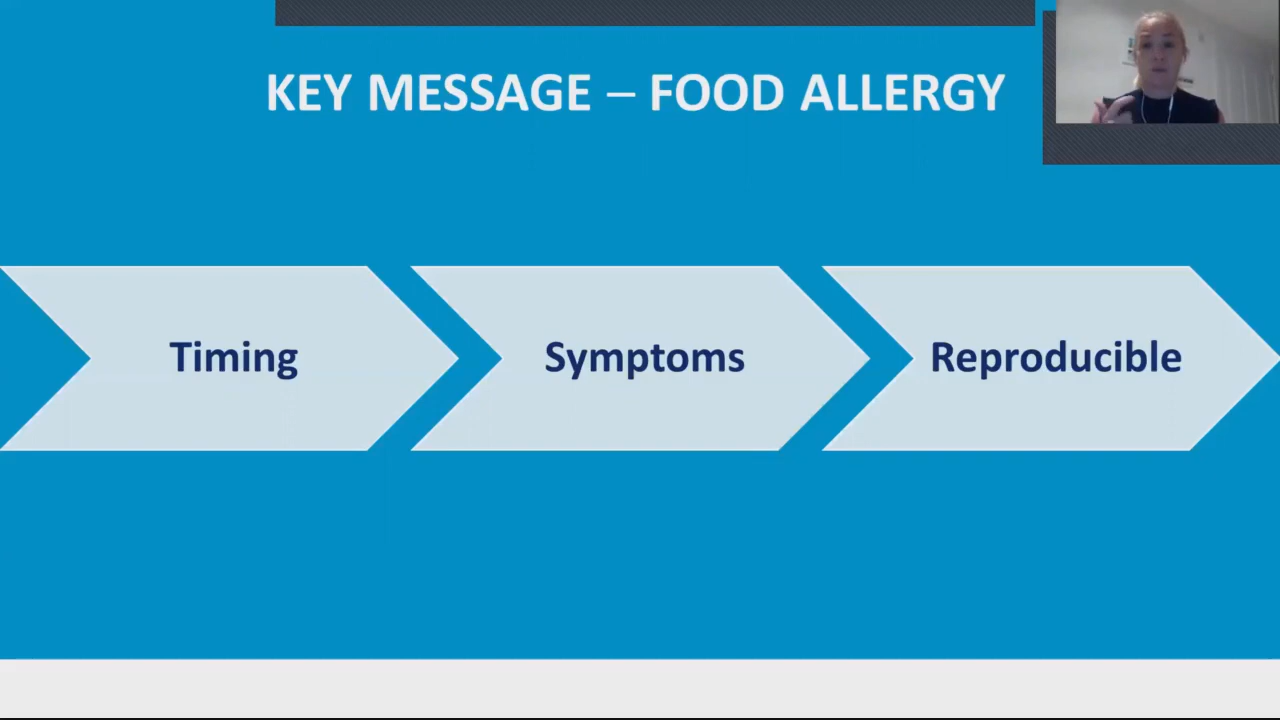 KEY MESSAGE – FOOD ALLERGY
Timing
Symptoms
Reproducible